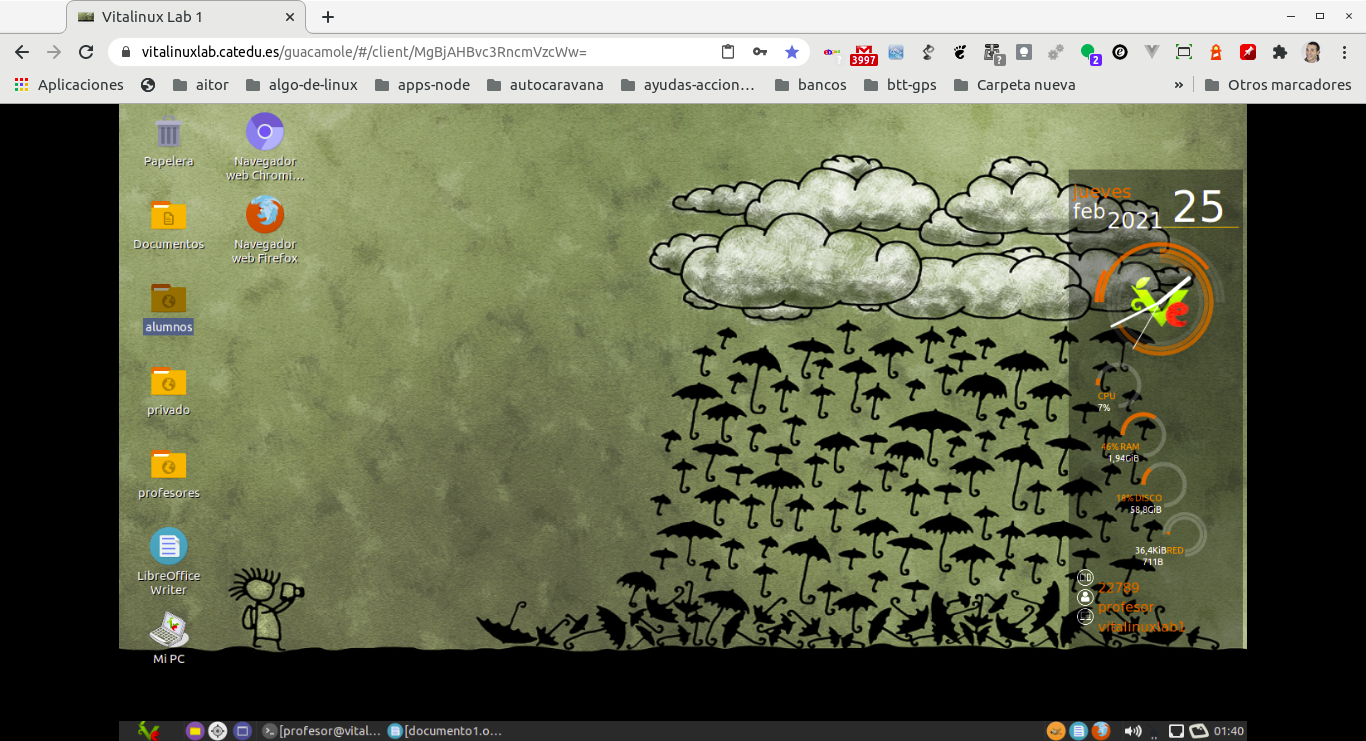 Vitalinux Lab 1
vitalinuxlab.catedu.es/guacamole/#/client/MgBjAHBvc3RncmVzcWw=
3997
?
2
Aplicaciones
aitor
algo-de-linux
apps-node
autocaravana
ayudas-accion…
bancos
btt-gps
Carpeta nueva
»
Otros marcadores
Papelera
Navegador
web Chromi…
Documentos
Navegador
web Firefox
alumnos
privado
profesores
LibreOffice
Writer
Mi PC
jueves
feb 2021 25
CPU
7%
46% RAM
1,94GiB
18% DISCO
58,8GiB
36,4KiB RED
711B
22789
profesor
vitalinuxlab1
[profesor@vital…
[documento1.o…
01:40